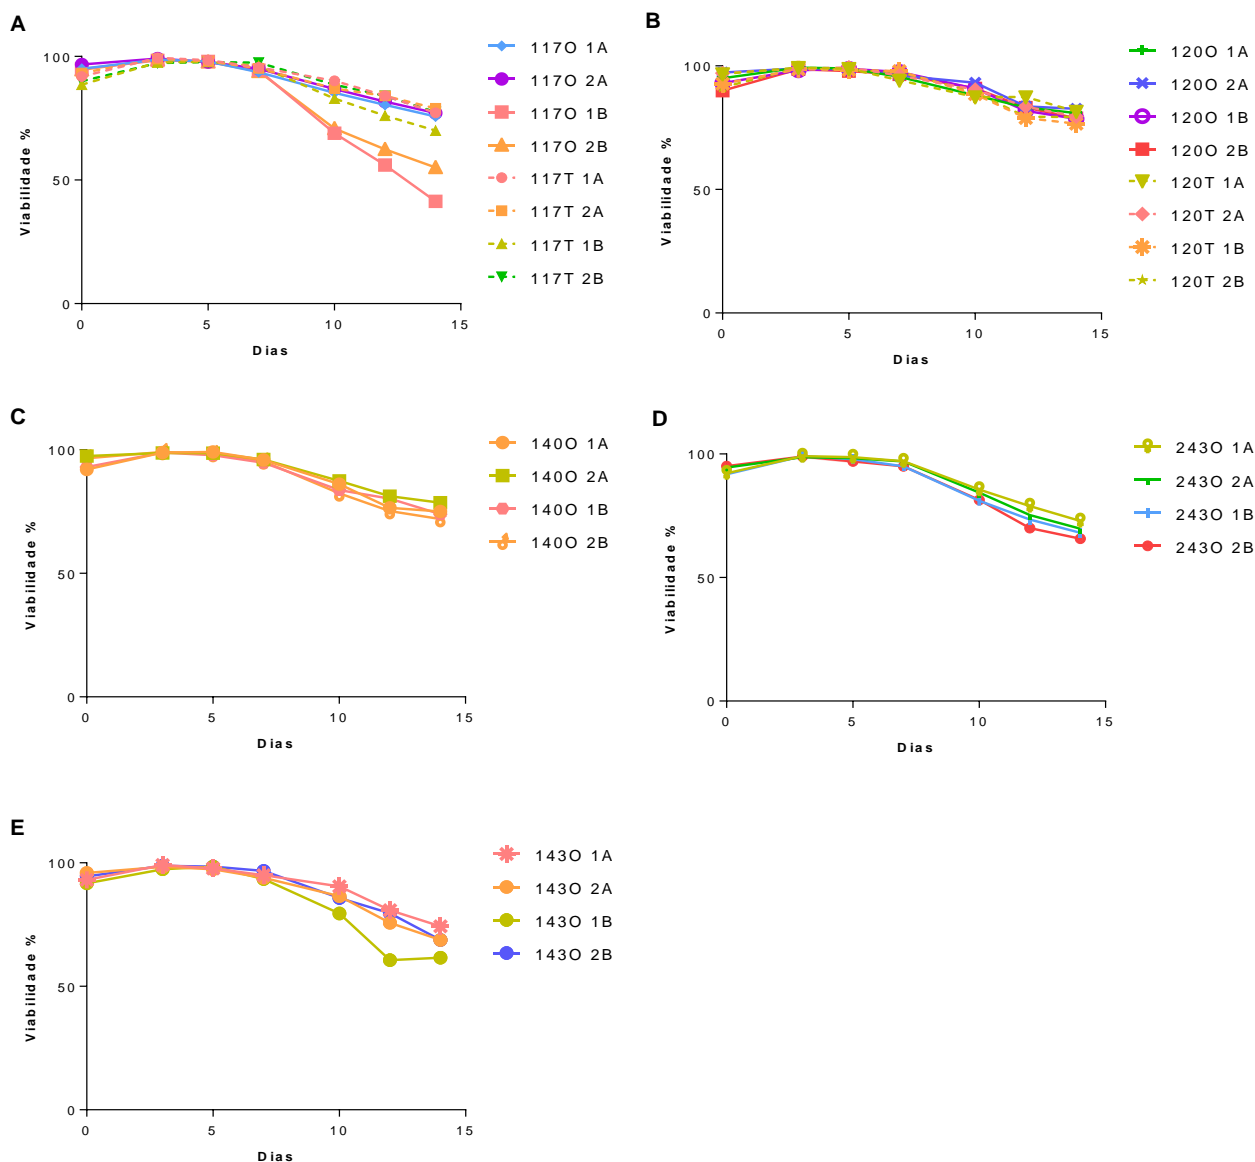 A
Viabilidade %
100
50
0
0 5 10 15
Dias
117O 1A
117O 2A
117O 1B
117O 2B
117T 1A
117T 2A
117T 1B
117T 2B
B
Viabilidade %
100
50
0
0 5 10 15
Dias
120O 1A
120O 2A
120O 1B
120O 2B
120T 1A
120T 2A
120T 1B
120T 2B
C
Viabilidade %
100
50
0
0 5 10 15
Dias
140O 1A
140O 2A
140O 1B
140O 2B
D
Viabilidade %
100
50
0
0 5 10 15
Dias
243O 1A
243O 2A
243O 1B
243O 2B
E
Viabilidade %
100
50
0
0 5 10 15
Dias
143O 1A
143O 2A
143O 1B
143O 2B